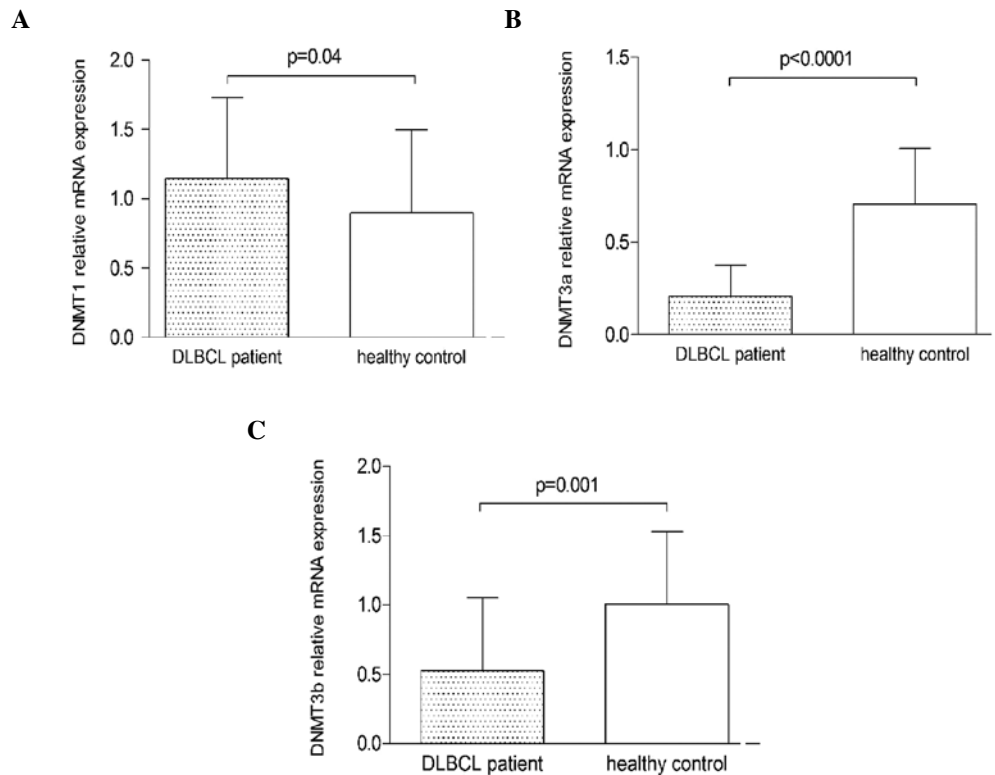 A
DNMT1 relative mRNA expression
2.0
1.5
1.0
0.5
0.0
p=0.04
DLBCL patient
healthy control
B
DNMT3a relative mRNA expression
1.5
1.0
0.5
0.0
p<0.0001
DLBCL patient
healthy control
C
DNMT3b relative mRNA expression
2.0
1.5
1.0
0.5
0.0
p=0.001
DLBCL patient
healthy control